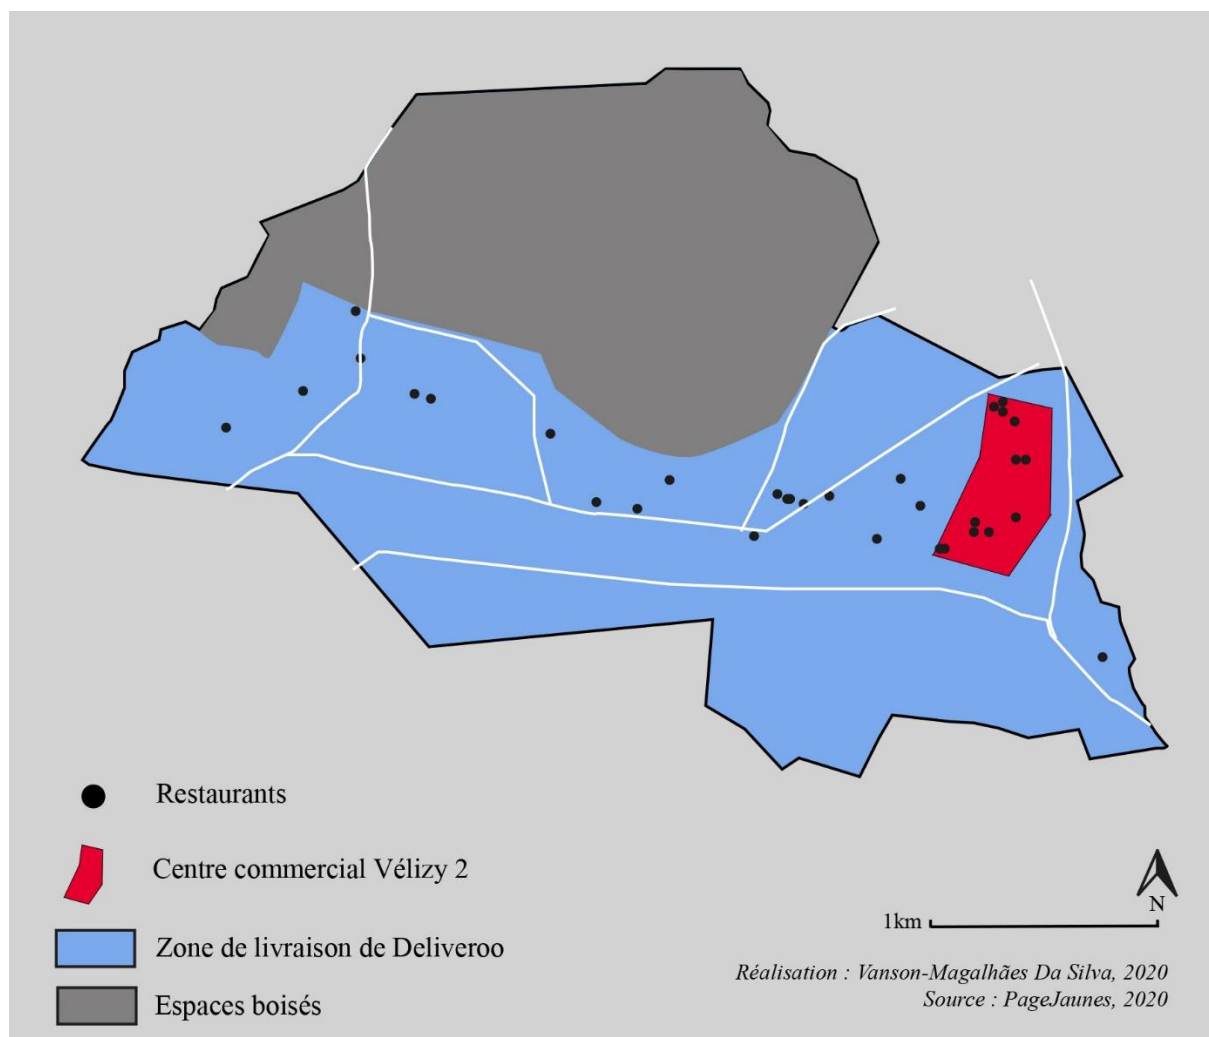 Restaurants
Centre commercial Vélizy 2
Zone de livraison de Deliveroo
Espaces boisés
N
1km
Réalisation : Vanson-Magalhães Da Silva, 2020
Source : PageJaunes, 2020